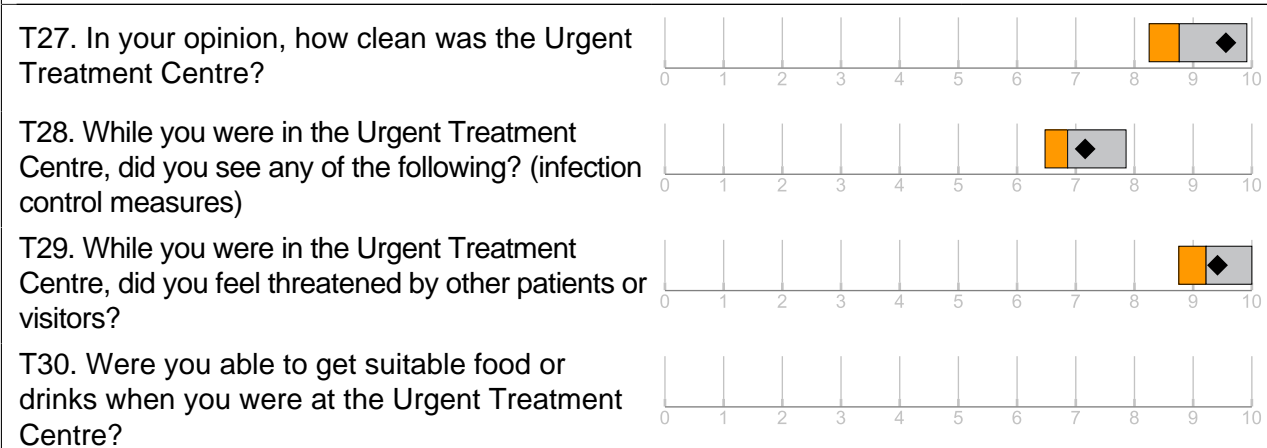 T27. In your opinion, how clean was the Urgent
Treatment Centre?
0 1 2 3 4 5 6 7 8 9 10
T28. While you were in the Urgent Treatment
Centre, did you see any of the following? (infection
control measures)
0 1 2 3 4 5 6 7 8 9 10
T29. While you were in the Urgent Treatment
Centre, did you feel threatened by other patients or
visitors?
0 1 2 3 4 5 6 7 8 9 10
T30. Were you able to get suitable food or
drinks when you were at the Urgent Treatment
Centre?
0 1 2 3 4 5 6 7 8 9 10